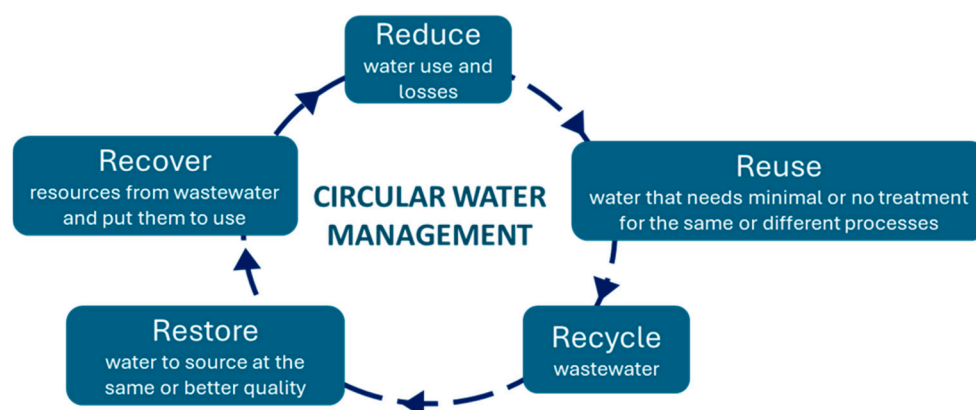 Reduce
water use and
losses
Recover
resources from wastewater
and put them to use
CIRCULAR WATER
MANAGEMENT
Reuse
water that needs minimal or no treatment
for the same or different processes
Restore
water to source at the
same or better quality
Recycle
wastewater